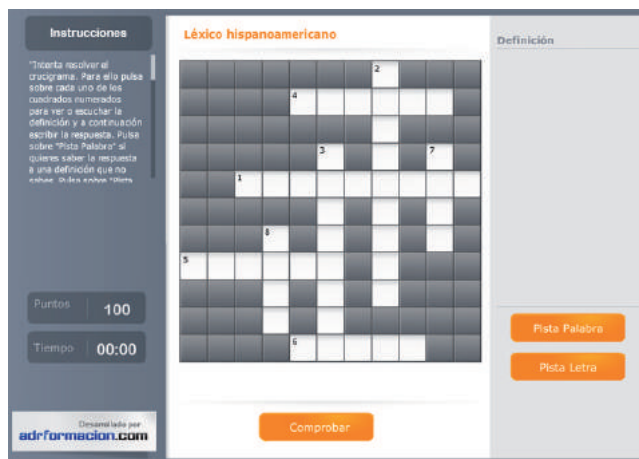 Instrucciones
"Intenta resolver el
crucigrama. Para ello pulsa
sobre cada uno de los
cuadrados numerados
para ver o escuchar la
definición y a continuación
escribir la respuesta. Pulsa
sobre "Pista Palabra" si
quieres saber la respuesta
a una definición que no
sabes. Pulsa sobre "Pista
Puntos 100
Tiempo 00:00
Desarrollado por
adrformacion.com
Léxico hispanoamericano
2
4
3 7
1
8
5
6
Comprobar
Definición
Pista Palabra
Pista Letra